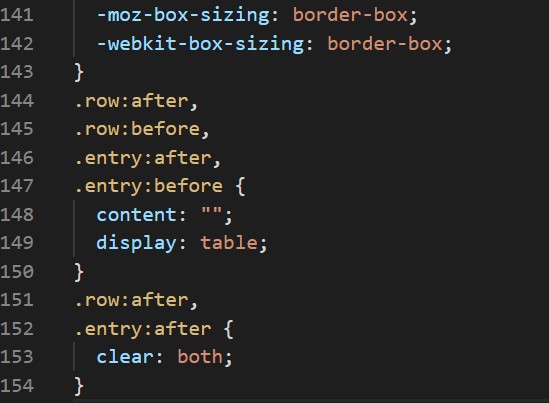 141 -moz-box-sizing: border-box;
142 -webkit-box-sizing: border-box;
143 }
144 .row:after,
145 .row:before,
146 .entry:after,
147 .entry:before {
148 content: "";
149 display: table;
150 }
151 .row:after,
152 .entry:after {
153 clear: both;
154 }